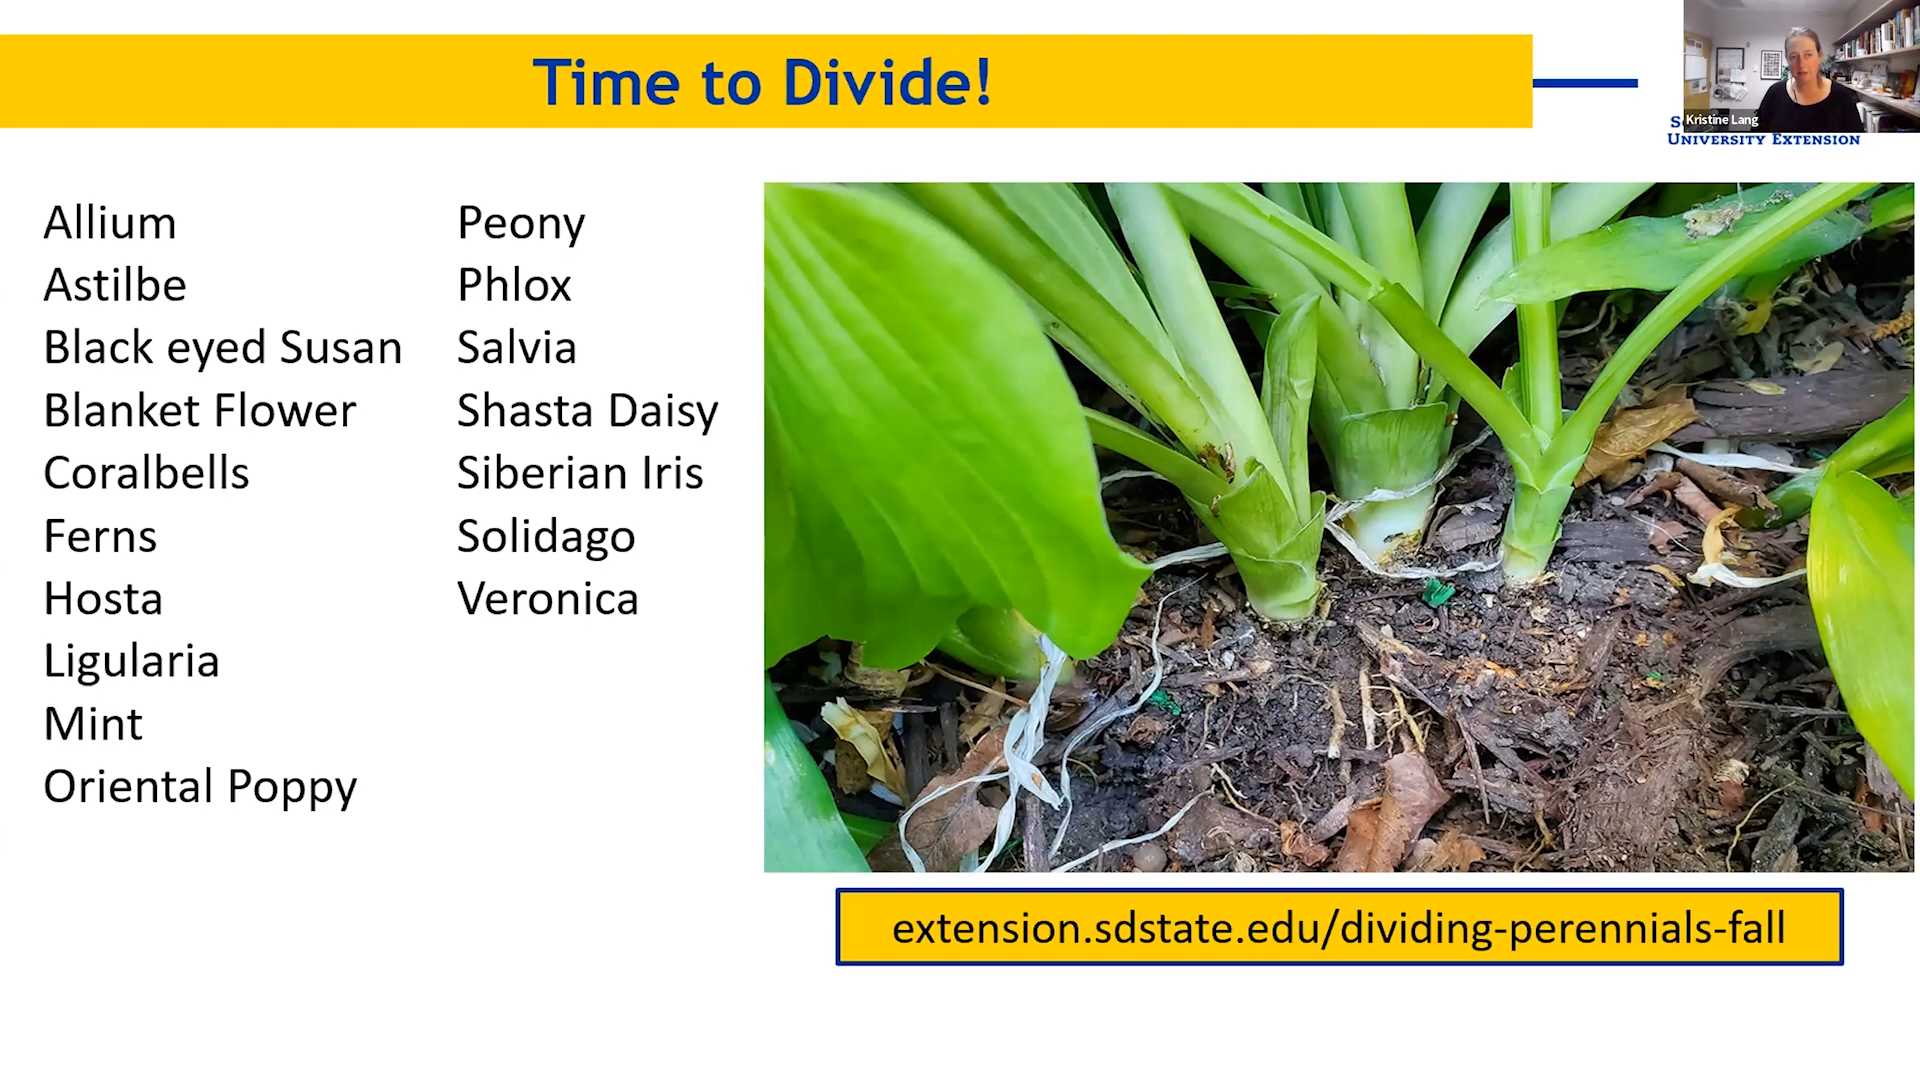 Time to Divide!
Kristine Lang
University Extension
Allium
Astilbe
Black eyed Susan
Blanket Flower
Coralbells
Ferns
Hosta
Ligularia
Mint
Oriental Poppy
Peony
Phlox
Salvia
Shasta Daisy
Siberian Iris
Solidago
Veronica
extension.sdstate.edu/dividing-perennials-fall